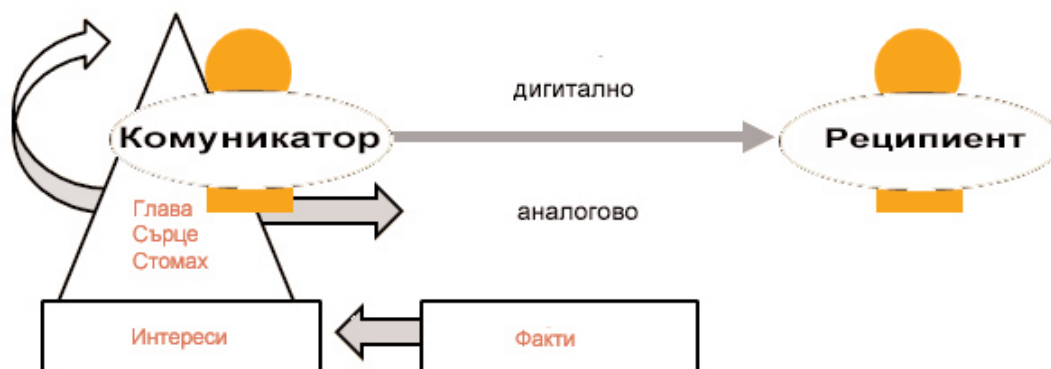 дигитално
Комуникатор
Реципиент
Глава
Сърце
Стомах
аналогово
Интереси
Факти